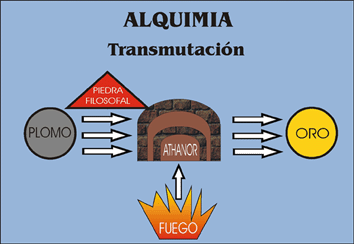 ALQUIMIA
Transmutación
PIEDRA
FILOSOFAL
PLOMO
ATHANOR
ORO
FUEGO